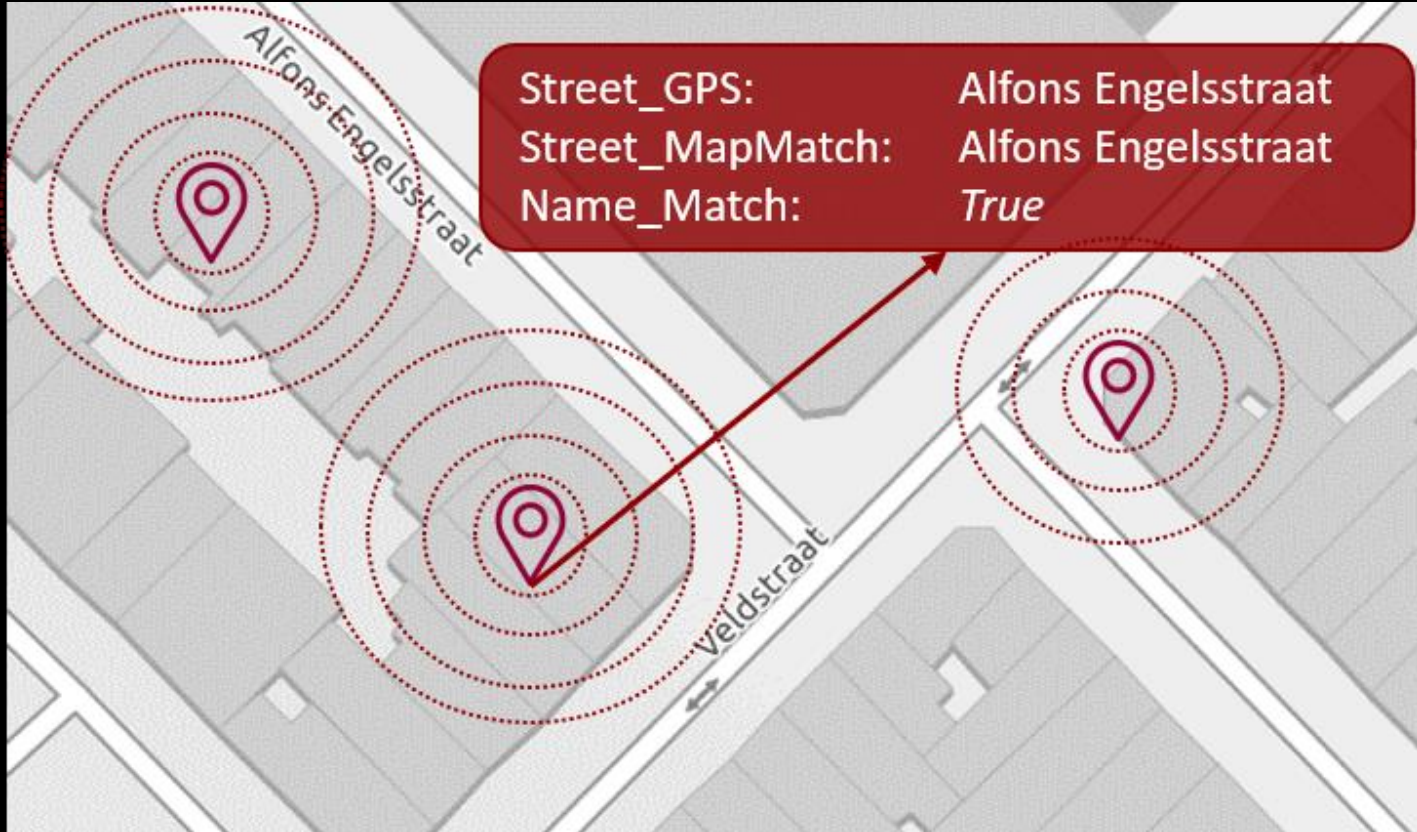 Alfons Engelsstraat
Street_GPS: Alfons Engelsstraat
Street_MapMatch: Alfons Engelsstraat
Name_Match: True
Veldstraat